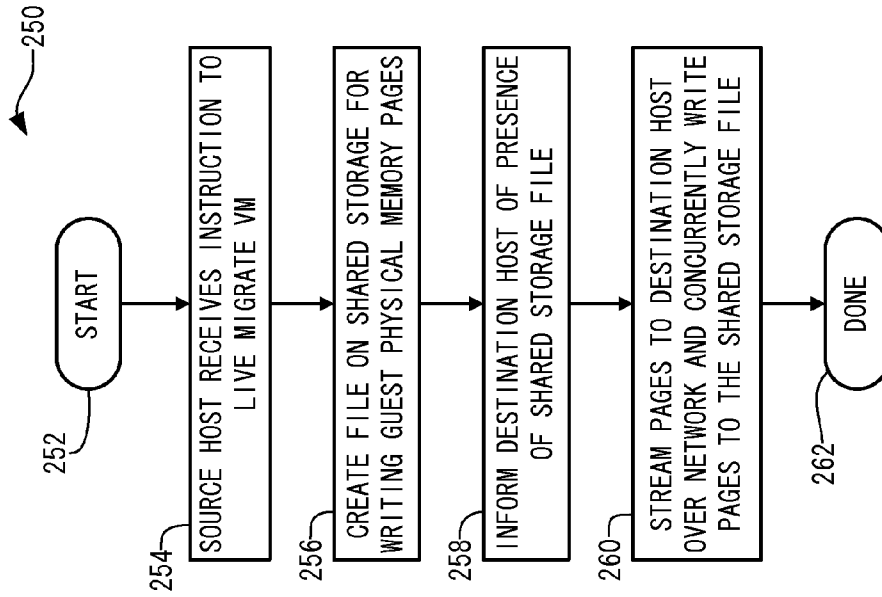 250
START
252
254
SOURCE HOST RECEIVES INSTRUCTION TO
LIVE MIGRATE VM
256
CREATE FILE ON SHARED STORAGE FOR
WRITING GUEST PHYSICAL MEMORY PAGES
258
INFORM DESTINATION HOST OF PRESENCE
OF SHARED STORAGE FILE
260
STREAM PAGES TO DESTINATION HOST
OVER NETWORK AND CONCURRENTLY WRITE
PAGES TO THE SHARED STORAGE FILE
DONE
262